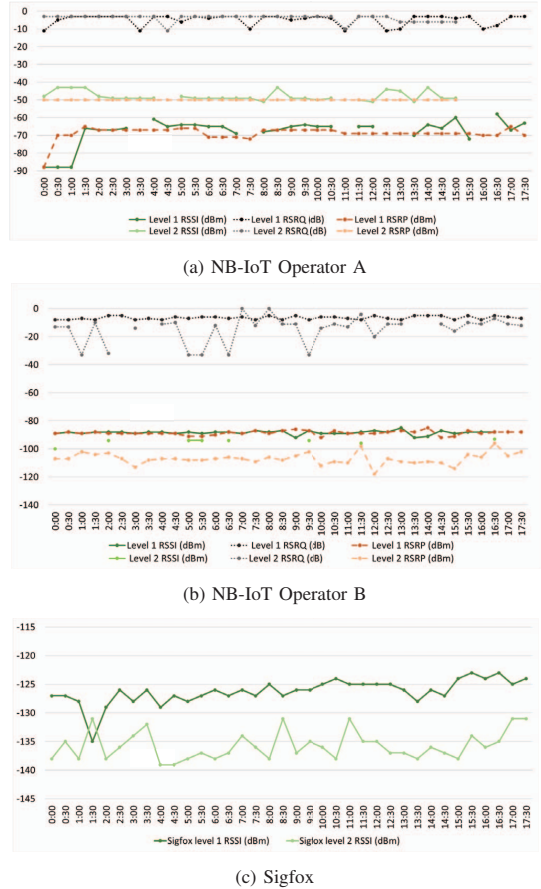 0
-10
-20
-30
-40
-50
-60
-70
-80
-90
0:00 0:30 1:00 1:30 2:00 2:30 3:00 3:30 4:00 4:30 5:00 5:30 6:00 6:30 7:00 7:30 8:00 8:30 9:00 9:30 10:00 10:30 11:00 11:30 12:00 12:30 13:00 13:30 14:00 14:30 15:00 15:30 16:00 16:30 17:00 17:30
Level 1 RSSI (dBm) Level 1 RSRQ (dB) Level 1 RSRP (dBm)
Level 2 RSSI (dBm) Level 2 RSRQ (dB) Level 2 RSRP (dBm)
(a) NB-IoT Operator A
0
-20
-40
-60
-80
-100
-120
-140
0:00 0:30 1:00 1:30 2:00 2:30 3:00 3:30 4:00 4:30 5:00 5:30 6:00 6:30 7:00 7:30 8:00 8:30 9:00 9:30 10:00 10:30 11:00 11:30 12:00 12:30 13:00 13:30 14:00 14:30 15:00 15:30 16:00 16:30 17:00 17:30
Level 1 RSSI (dBm) Level 1 RSRQ (dB) Level 1 RSRP (dBm)
Level 2 RSSI (dBm) Level 2 RSRQ (dB) Level 2 RSRP (dBm)
(b) NB-IoT Operator B
-115
-120
-125
-130
-135
-140
-145
0:00 0:30 1:00 1:30 2:00 2:30 3:00 3:30 4:00 4:30 5:00 5:30 6:00 6:30 7:00 7:30 8:00 8:30 9:00 9:30 10:00 10:30 11:00 11:30 12:00 12:30 13:00 13:30 14:00 14:30 15:00 15:30 16:00 16:30 17:00 17:30
Sigfox level 1 RSSI (dBm) Sigfox level 2 RSSI (dBm)
(c) Sigfox